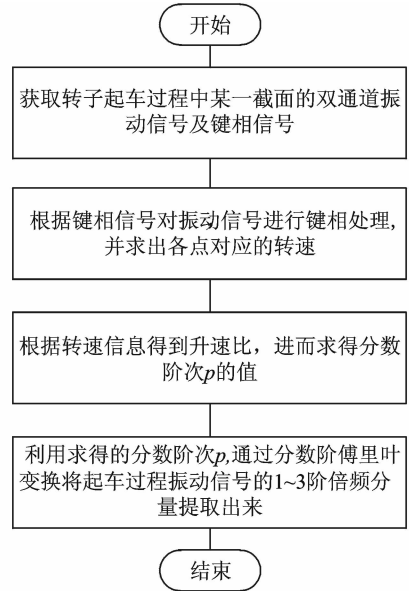 开始
获取转子起车过程中某一截面的双通道振
动信号及键相信号
根据键相信号对振动信号进行键相处理,
并求出各点对应的转速
根据转速信息得到升速比，进而求得分数
阶次p的值
利用求得的分数阶次p,通过分数阶傅里叶
变换将起车过程振动信号的1~3阶倍频分
量提取出来
结束